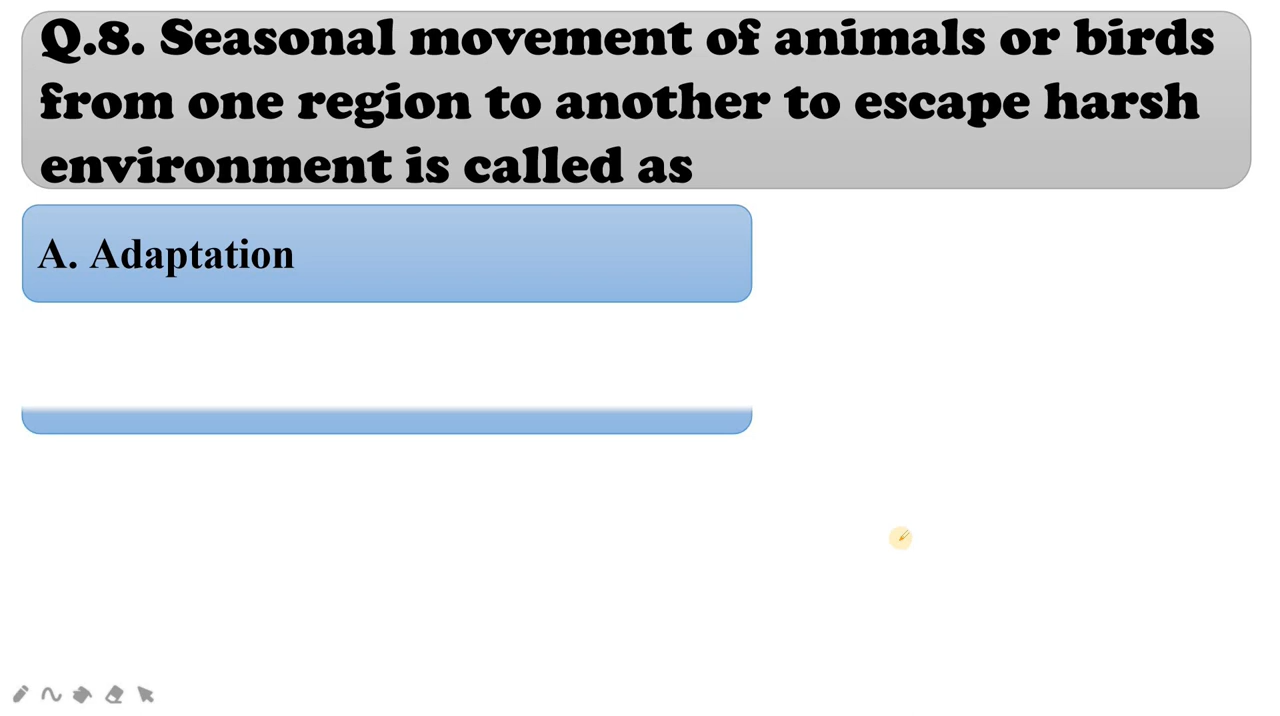 Q.8. Seasonal movement of animals or birds
from one region to another to escape harsh
environment is called as
A. Adaptation